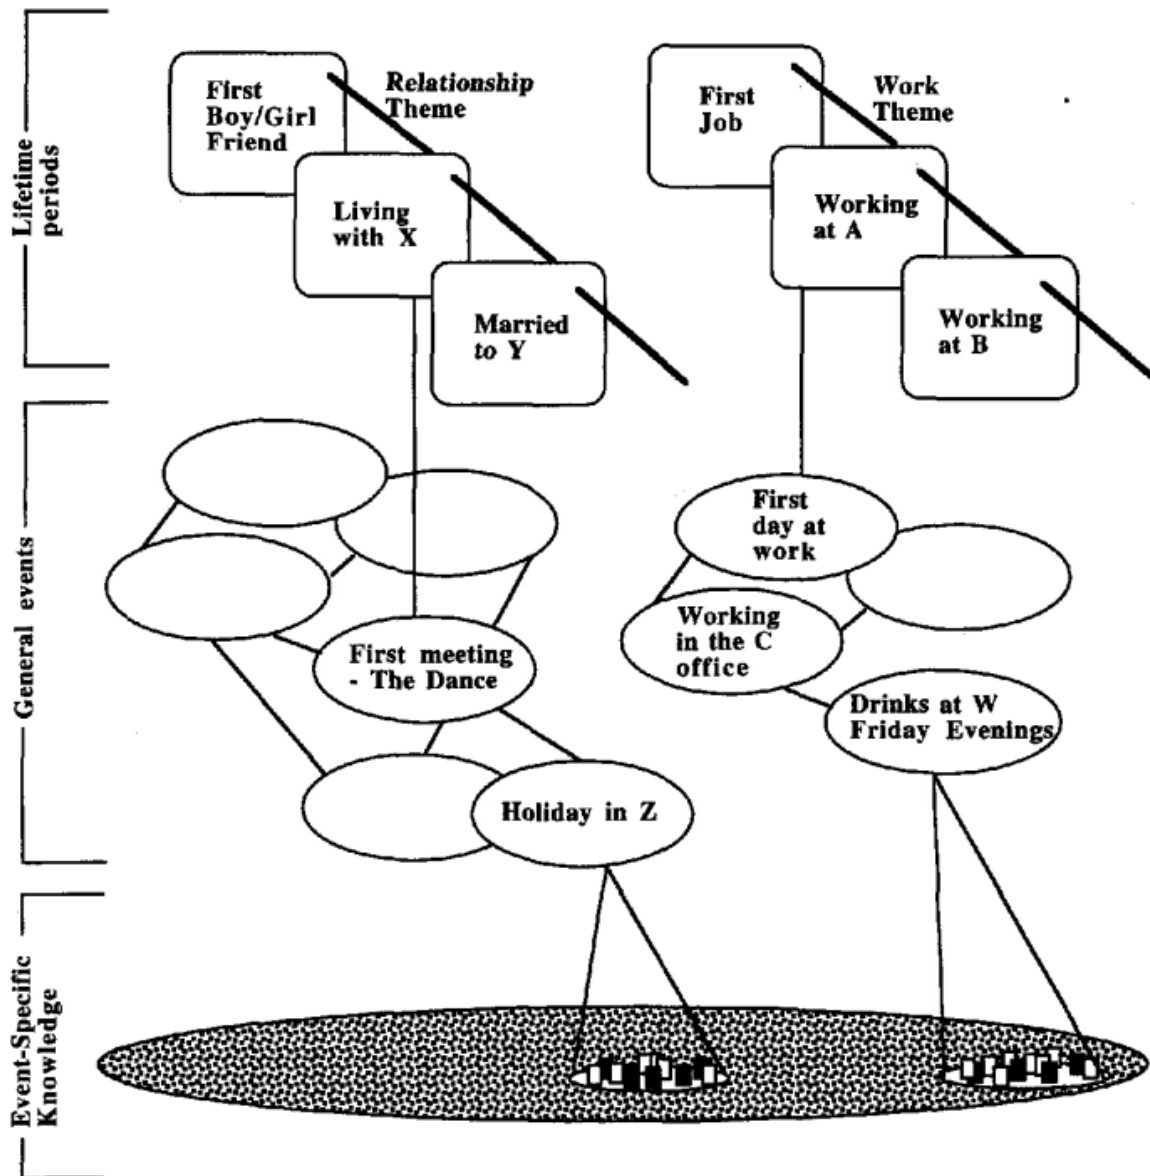 Lifetime
periods
First
Boy/Girl
Friend
Relationship
Theme
Living
with X
Married
to Y
First
Job
Work
Theme
Working
at A
Working
at B
General events
First meeting
- The Dance
Holiday in Z
First
day at
work
Working
in the C
office
Drinks at W
Friday Evenings
Event-Specific
Knowledge